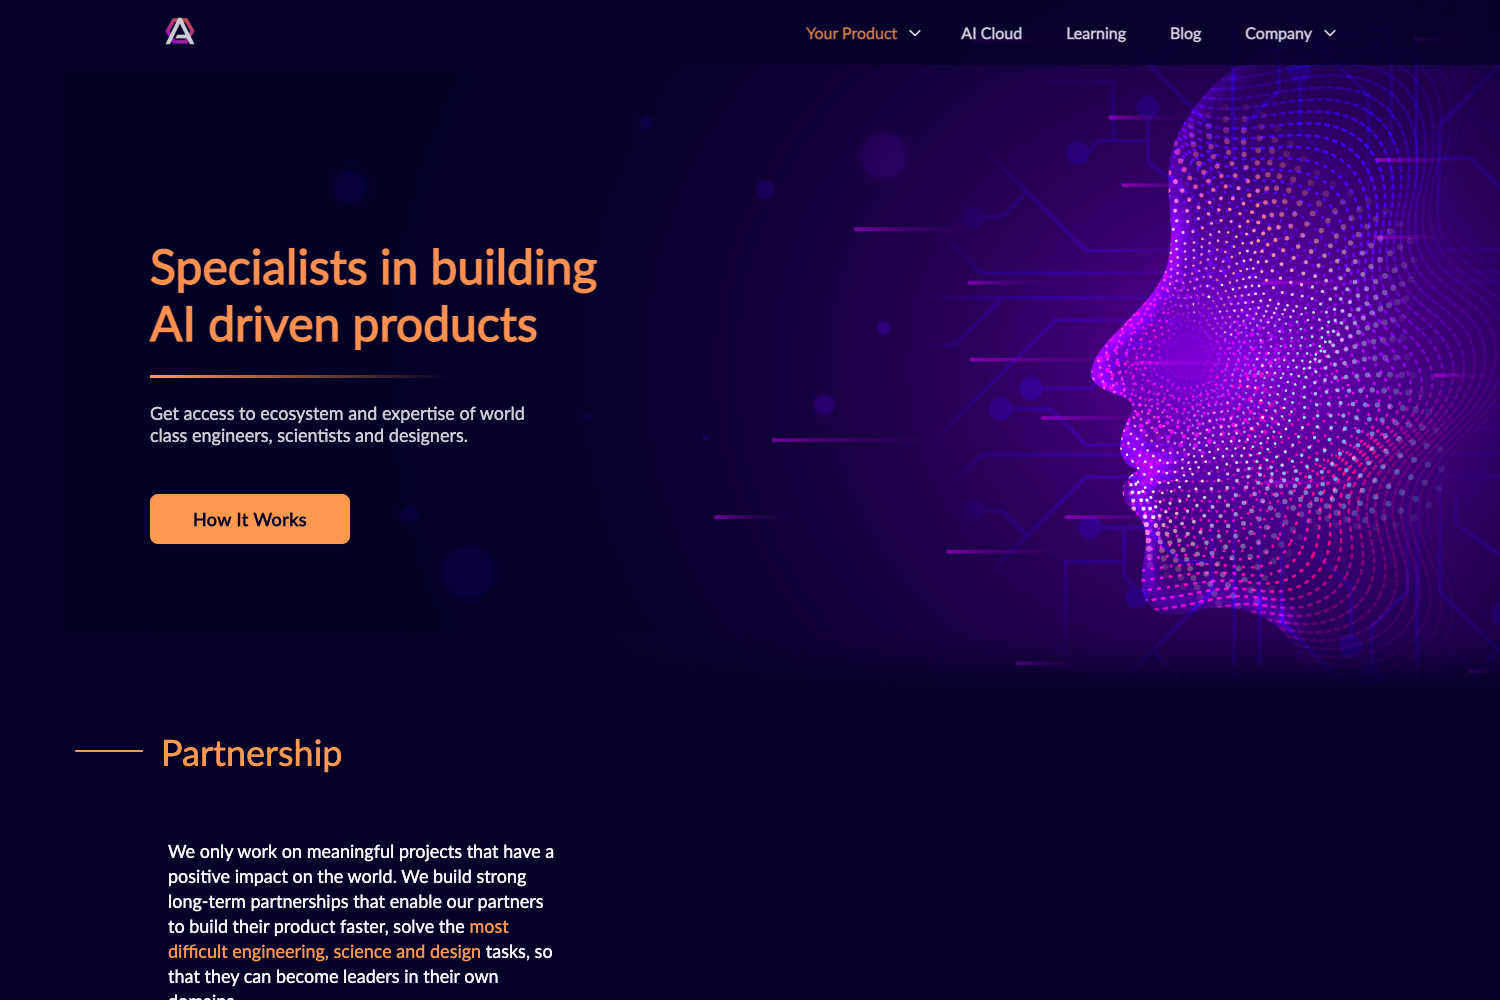 Your Product
AI Cloud
Learning
Blog
Company
Specialists in building
AI driven products
Get access to ecosystem and expertise of world
class engineers, scientists and designers.
How It Works
Partnership
We only work on meaningful projects that have a
positive impact on the world. We build strong
long-term partnerships that enable our partners
to build their product faster, solve the most
difficult engineering, science and design tasks, so
that they can become leaders in their own
domains